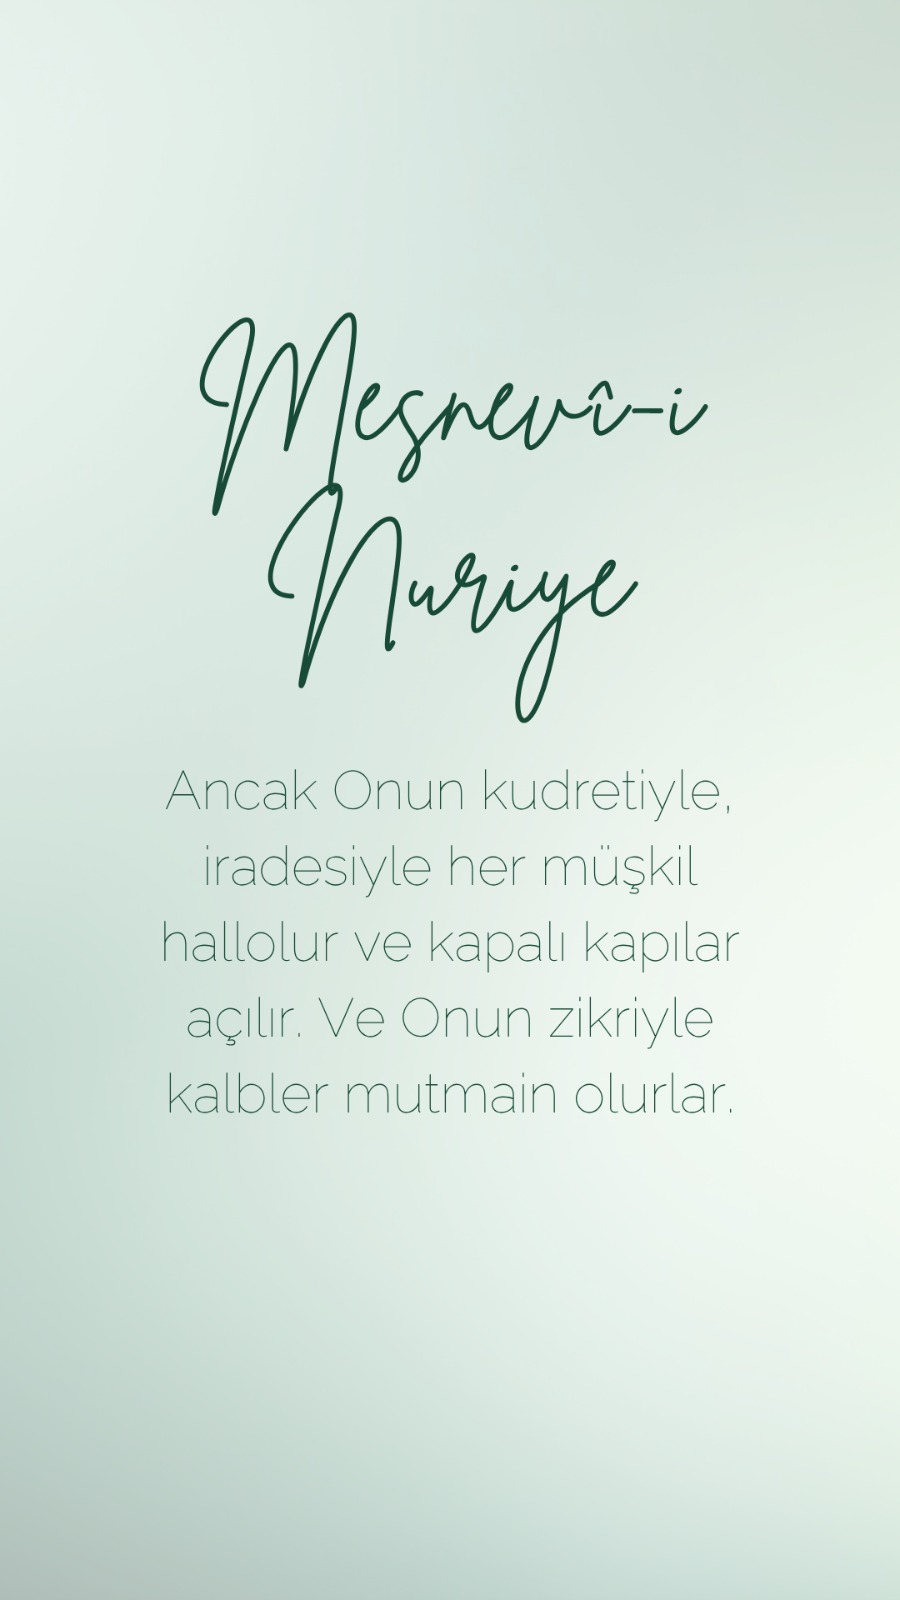 Mesnevî-i
Nuriye
Ancak Onun kudretiyle,
iradesiyle her müşkil
hallolur ve kapalı kapılar
açılır. Ve Onun zikriyle
kalbler mutmain olurlar.